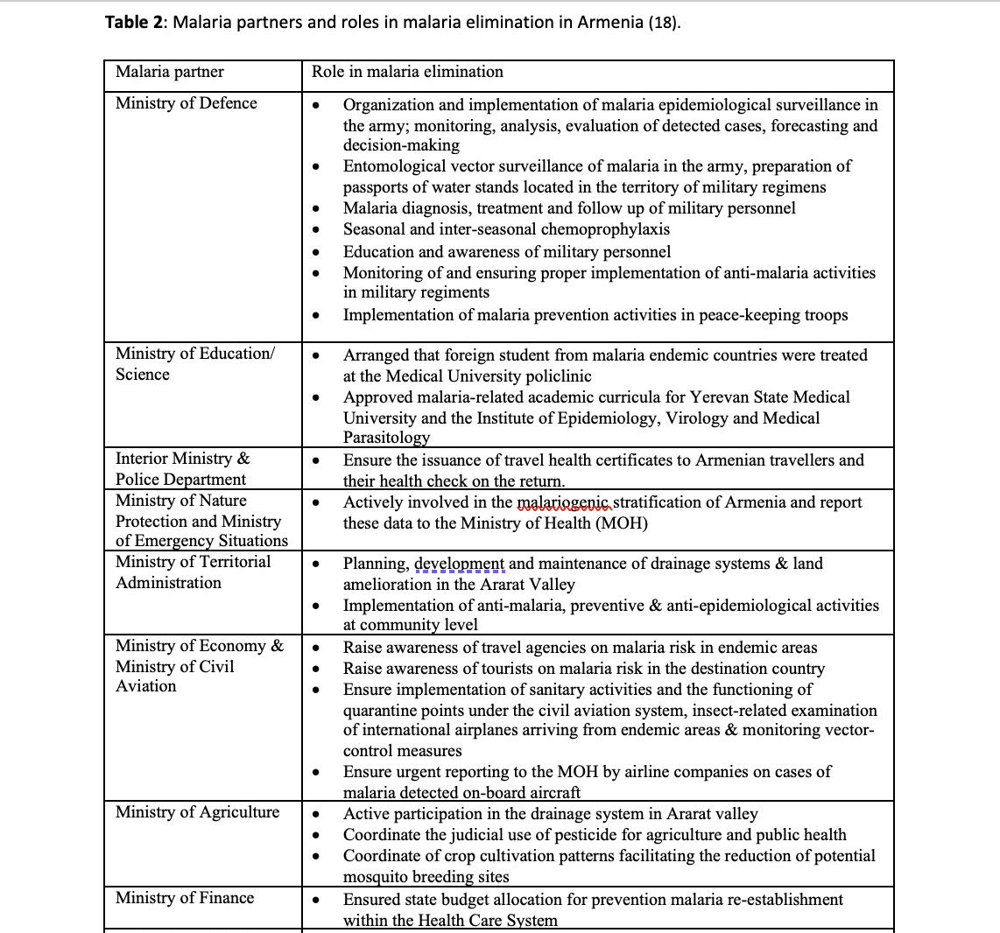 Table 2: Malaria partners and roles in malaria elimination in Armenia (18).
Malaria partner
Role in malaria elimination
Ministry of Defence
• Organization and implementation of malaria epidemiological surveillance in
the army; monitoring, analysis, evaluation of detected cases, forecasting and
decision-making
• Entomological vector surveillance of malaria in the army, preparation of
passports of water stands located in the territory of military regimens
• Malaria diagnosis, treatment and follow up of military personnel
• Seasonal and inter-seasonal chemoprophylaxis
• Education and awareness of military personnel
• Monitoring of and ensuring proper implementation of anti-malaria activities
in military regiments
• Implementation of malaria prevention activities in peace-keeping troops
Ministry of Education/
Science
• Arranged that foreign student from malaria endemic countries were treated
at the Medical University policlinic
• Approved malaria-related academic curricula for Yerevan State Medical
University and the Institute of Epidemiology, Virology and Medical
Parasitology
Interior Ministry &
Police Department
• Ensure the issuance of travel health certificates to Armenian travellers and
their health check on the return.
Ministry of Nature
Protection and Ministry
of Emergency Situations
• Actively involved in the malariogenic stratification of Armenia and report
these data to the Ministry of Health (MOH)
Ministry of Territorial
Administration
• Planning, development and maintenance of drainage systems & land
amelioration in the Ararat Valley
• Implementation of anti-malaria, preventive & anti-epidemiological activities
at community level
Ministry of Economy &
Ministry of Civil
Aviation
• Raise awareness of travel agencies on malaria risk in endemic areas
• Raise awareness of tourists on malaria risk in the destination country
• Ensure implementation of sanitary activities and the functioning of
quarantine points under the civil aviation system, insect-related examination
of international airplanes arriving from endemic areas & monitoring vector-
control measures
• Ensure urgent reporting to the MOH by airline companies on cases of
malaria detected on-board aircraft
Ministry of Agriculture
• Active participation in the drainage system in Ararat valley
• Coordinate the judicial use of pesticide for agriculture and public health
• Coordinate of crop cultivation patterns facilitating the reduction of potential
mosquito breeding sites
Ministry of Finance
• Ensured state budget allocation for prevention malaria re-establishment
within the Health Care System